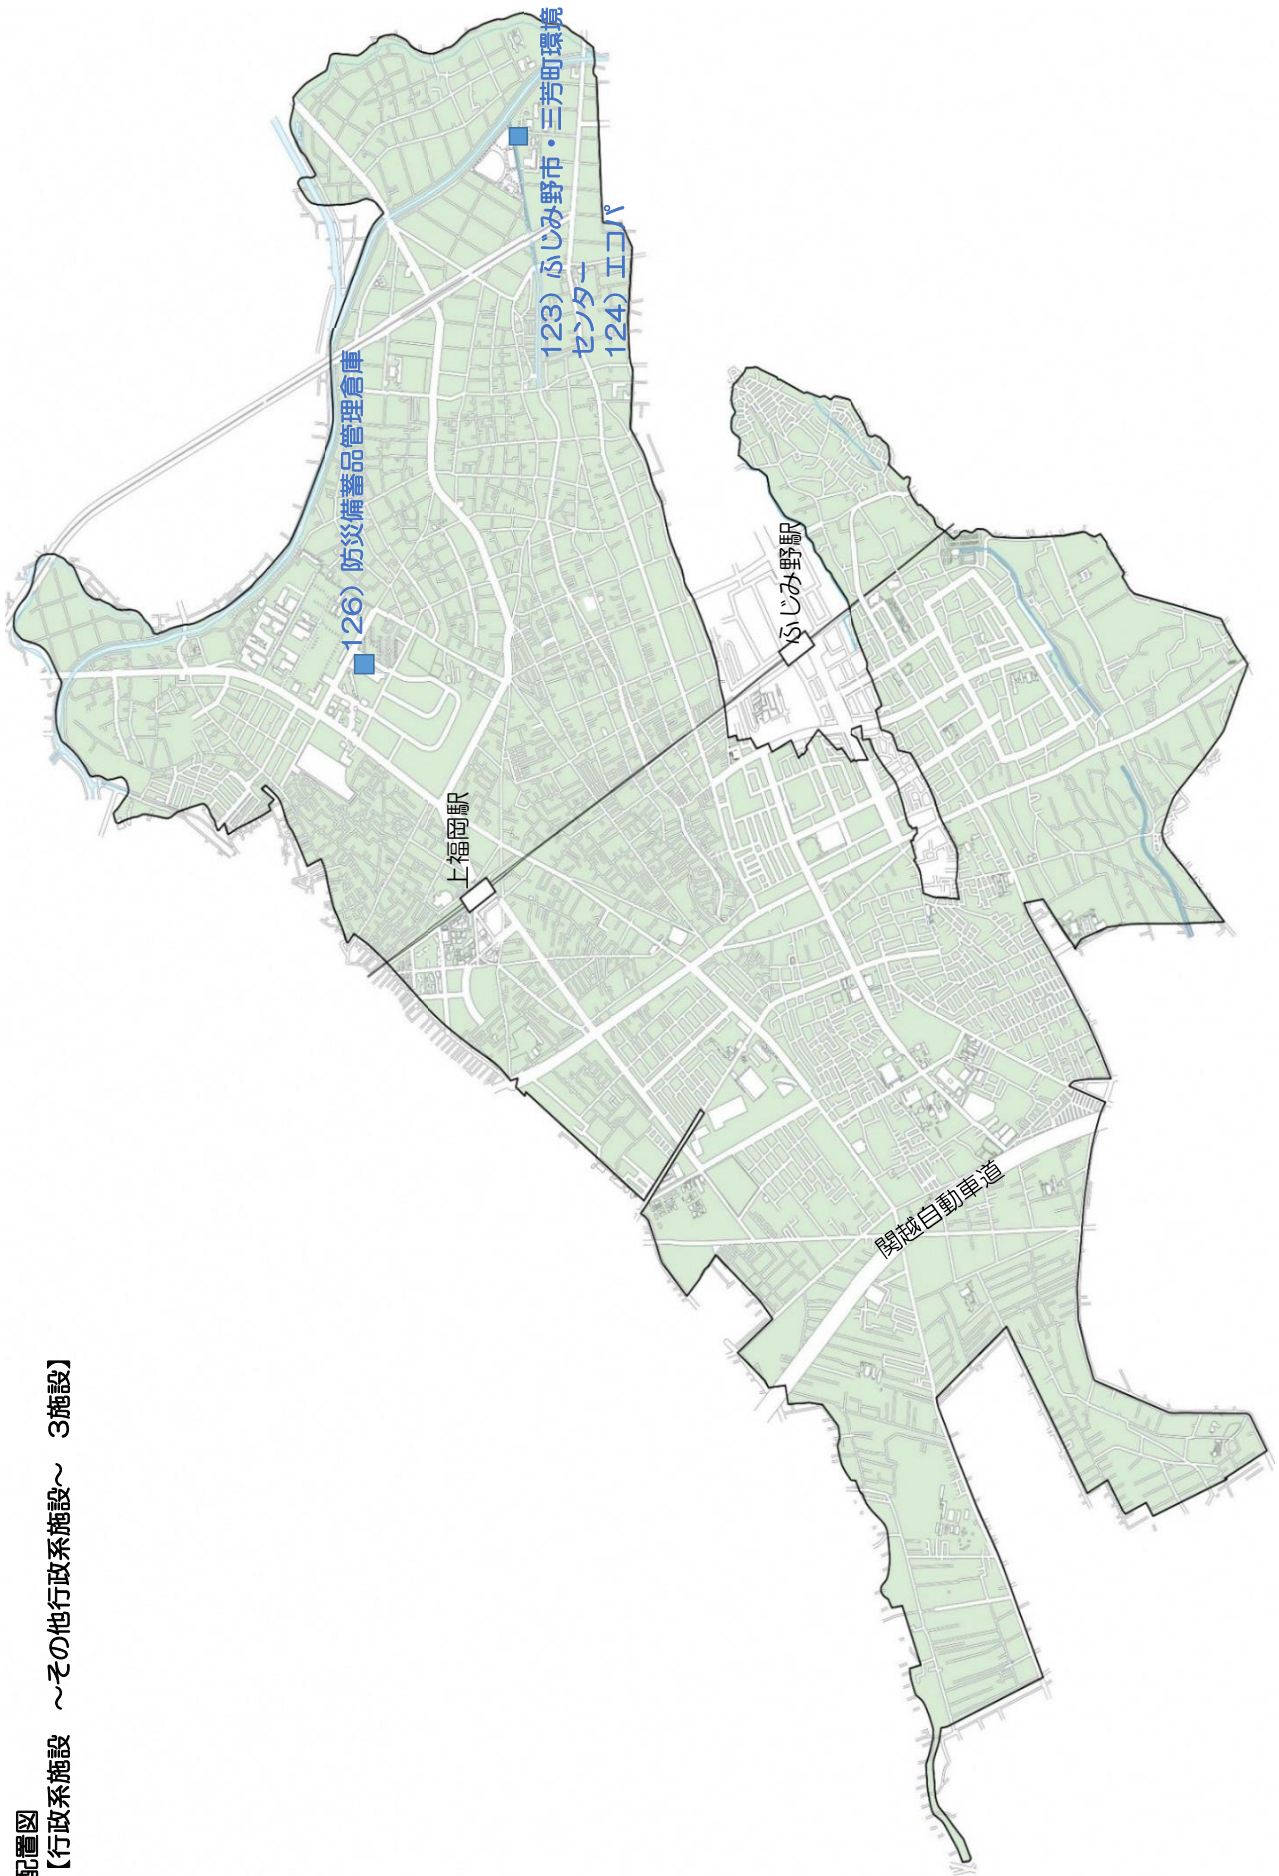 配置図
【行政系施設　～その他行政系施設～　3施設】
126）防災備蓄品管理倉庫
123）ふじみ野市・三芳町環境
センター
124）エコパ
上福岡駅
ふじみ野駅
関越自動車道